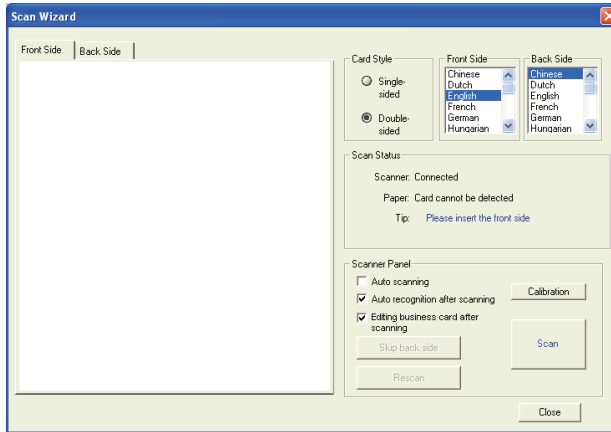 Scan Wizard
Front Side
Back Side
Card Style
Single-
sided
Double-
sided
Front Side
Chinese
Dutch
English
French
German
Hungarian
Back Side
Chinese
Dutch
English
French
German
Hungarian
Scan Status
Scanner: Connected
Paper: Card cannot be detected
Tip: Please insert the front side
Scanner Panel
Auto scanning
Auto recognition after scanning
Editing business card after
scanning
Calibration
Skip back side
Scan
Rescan
Close